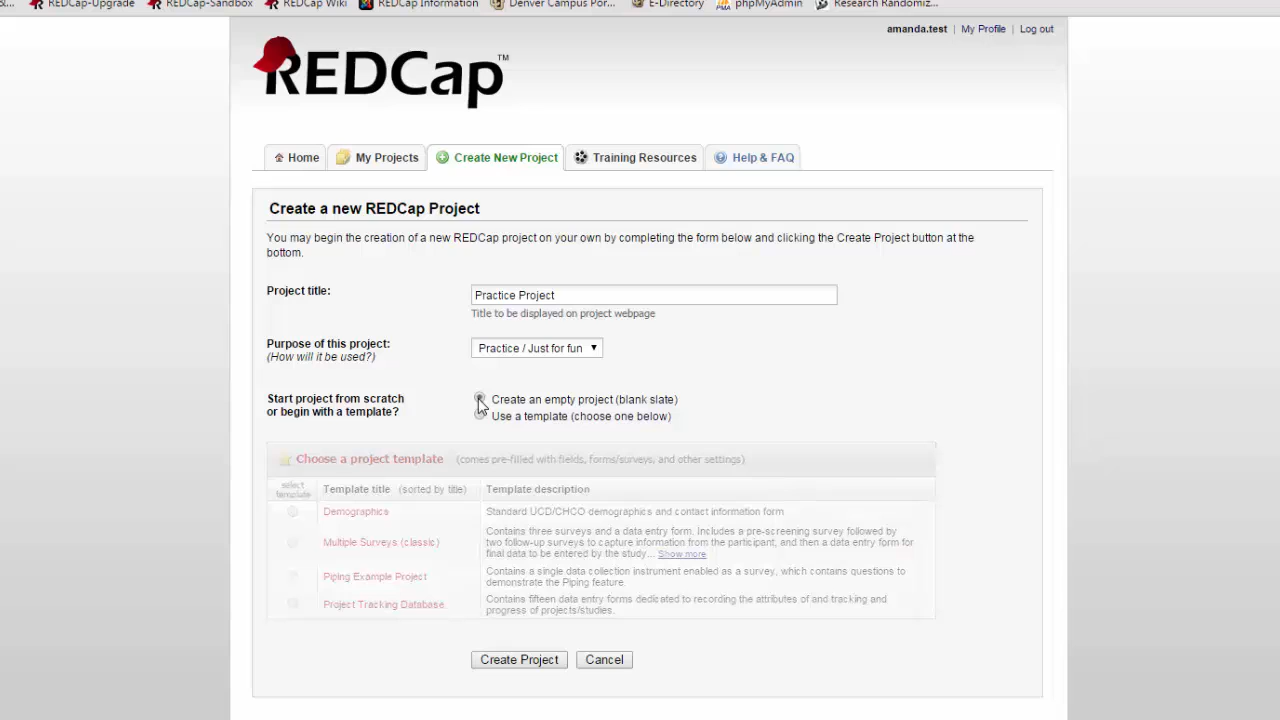 REDCap-Upgrade REDCap-Sandbox REDCap Wiki REDCap Information Denver Campus Por... E-Directory phpMyAdmin Research Randomiz...
amanda.test | My Profile | Log out
REDCap™
Home My Projects Create New Project Training Resources Help & FAQ
Create a new REDCap Project
You may begin the creation of a new REDCap project on your own by completing the form below and clicking the Create Project button at the
bottom.
Project title: Practice Project
Title to be displayed on project webpage
Purpose of this project: Practice / Just for fun
(How will it be used?)
Start project from scratch Create an empty project (blank slate)
or begin with a template? Use a template (choose one below)
Choose a project template (comes pre-filled with fields, forms/surveys, and other settings)
select template Template title (sorted by title) Template description
Demographics Standard UCD/CHCO demographics and contact information form
Contains three surveys and a data entry form. Includes a pre-screening survey followed by
Multiple Surveys (classic) two follow-up surveys to capture information from the participant, and then a data entry form for
final data to be entered by the study... Show more
Piping Example Project Contains a single data collection instrument enabled as a survey, which contains questions to
demonstrate the Piping feature.
Project Tracking Database Contains fifteen data entry forms dedicated to recording the attributes of and tracking and
progress of projects/studies.
Create Project Cancel